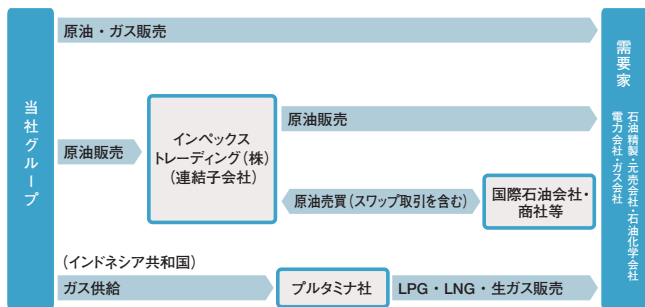 当社グループ
原油・ガス販売
原油販売
インペックス
トレーディング(株)
(連結子会社)
原油販売
原油売買(スワップ取引を含む)
国際石油会社・
商社等
(インドネシア共和国)
ガス供給
プルタミナ社
LPG・LNG・生ガス販売
需要家
石油精製・元売会社・石油化学会社
電力会社・ガス会社